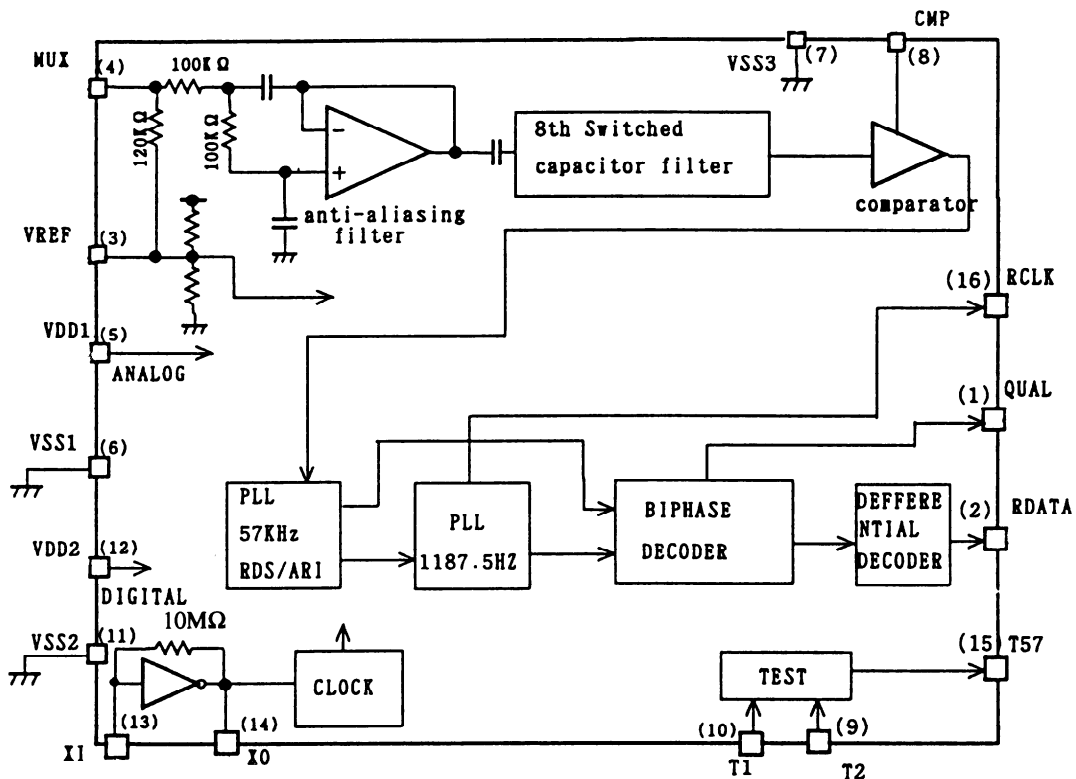 CMP
MUX
(4)
100KΩ
VSS3
(7)
(8)
120KΩ
100KΩ
-
+
8th Switched
capacitor filter
comparator
anti-aliasing
filter
VREF
(3)
(16)
RCLK
VDD1
(5)
ANALOG
(1)
QUAL
VSS1
(6)
PLL
57KHz
RDS/ARI
PLL
1187.5HZ
BIPHASE
DECODER
DEFFERE
NTIAL
DECODER
(2)
RDATA
VDD2
(12)
DIGITAL
10MΩ
VSS2
(11)
CLOCK
TEST
(15)
T57
(13)
(14)
XI
XO
(10)
(9)
T1
T2